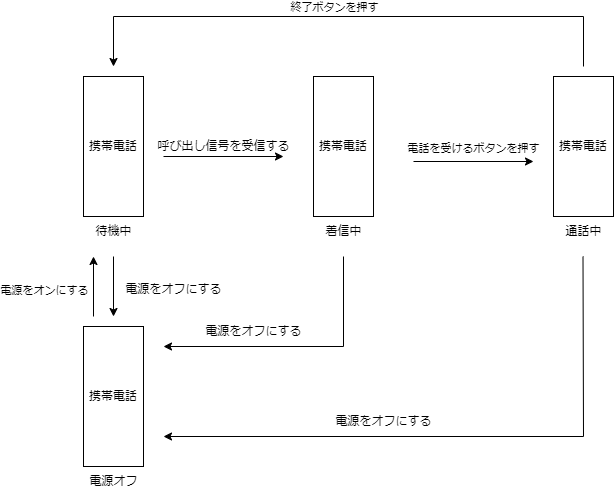 終了ボタンを押す
携帯電話
呼び出し信号を受信する
携帯電話
電話を受けるボタンを押す
携帯電話
待機中
着信中
通話中
電源をオンにする
電源をオフにする
電源をオフにする
携帯電話
電源をオフにする
電源オフ